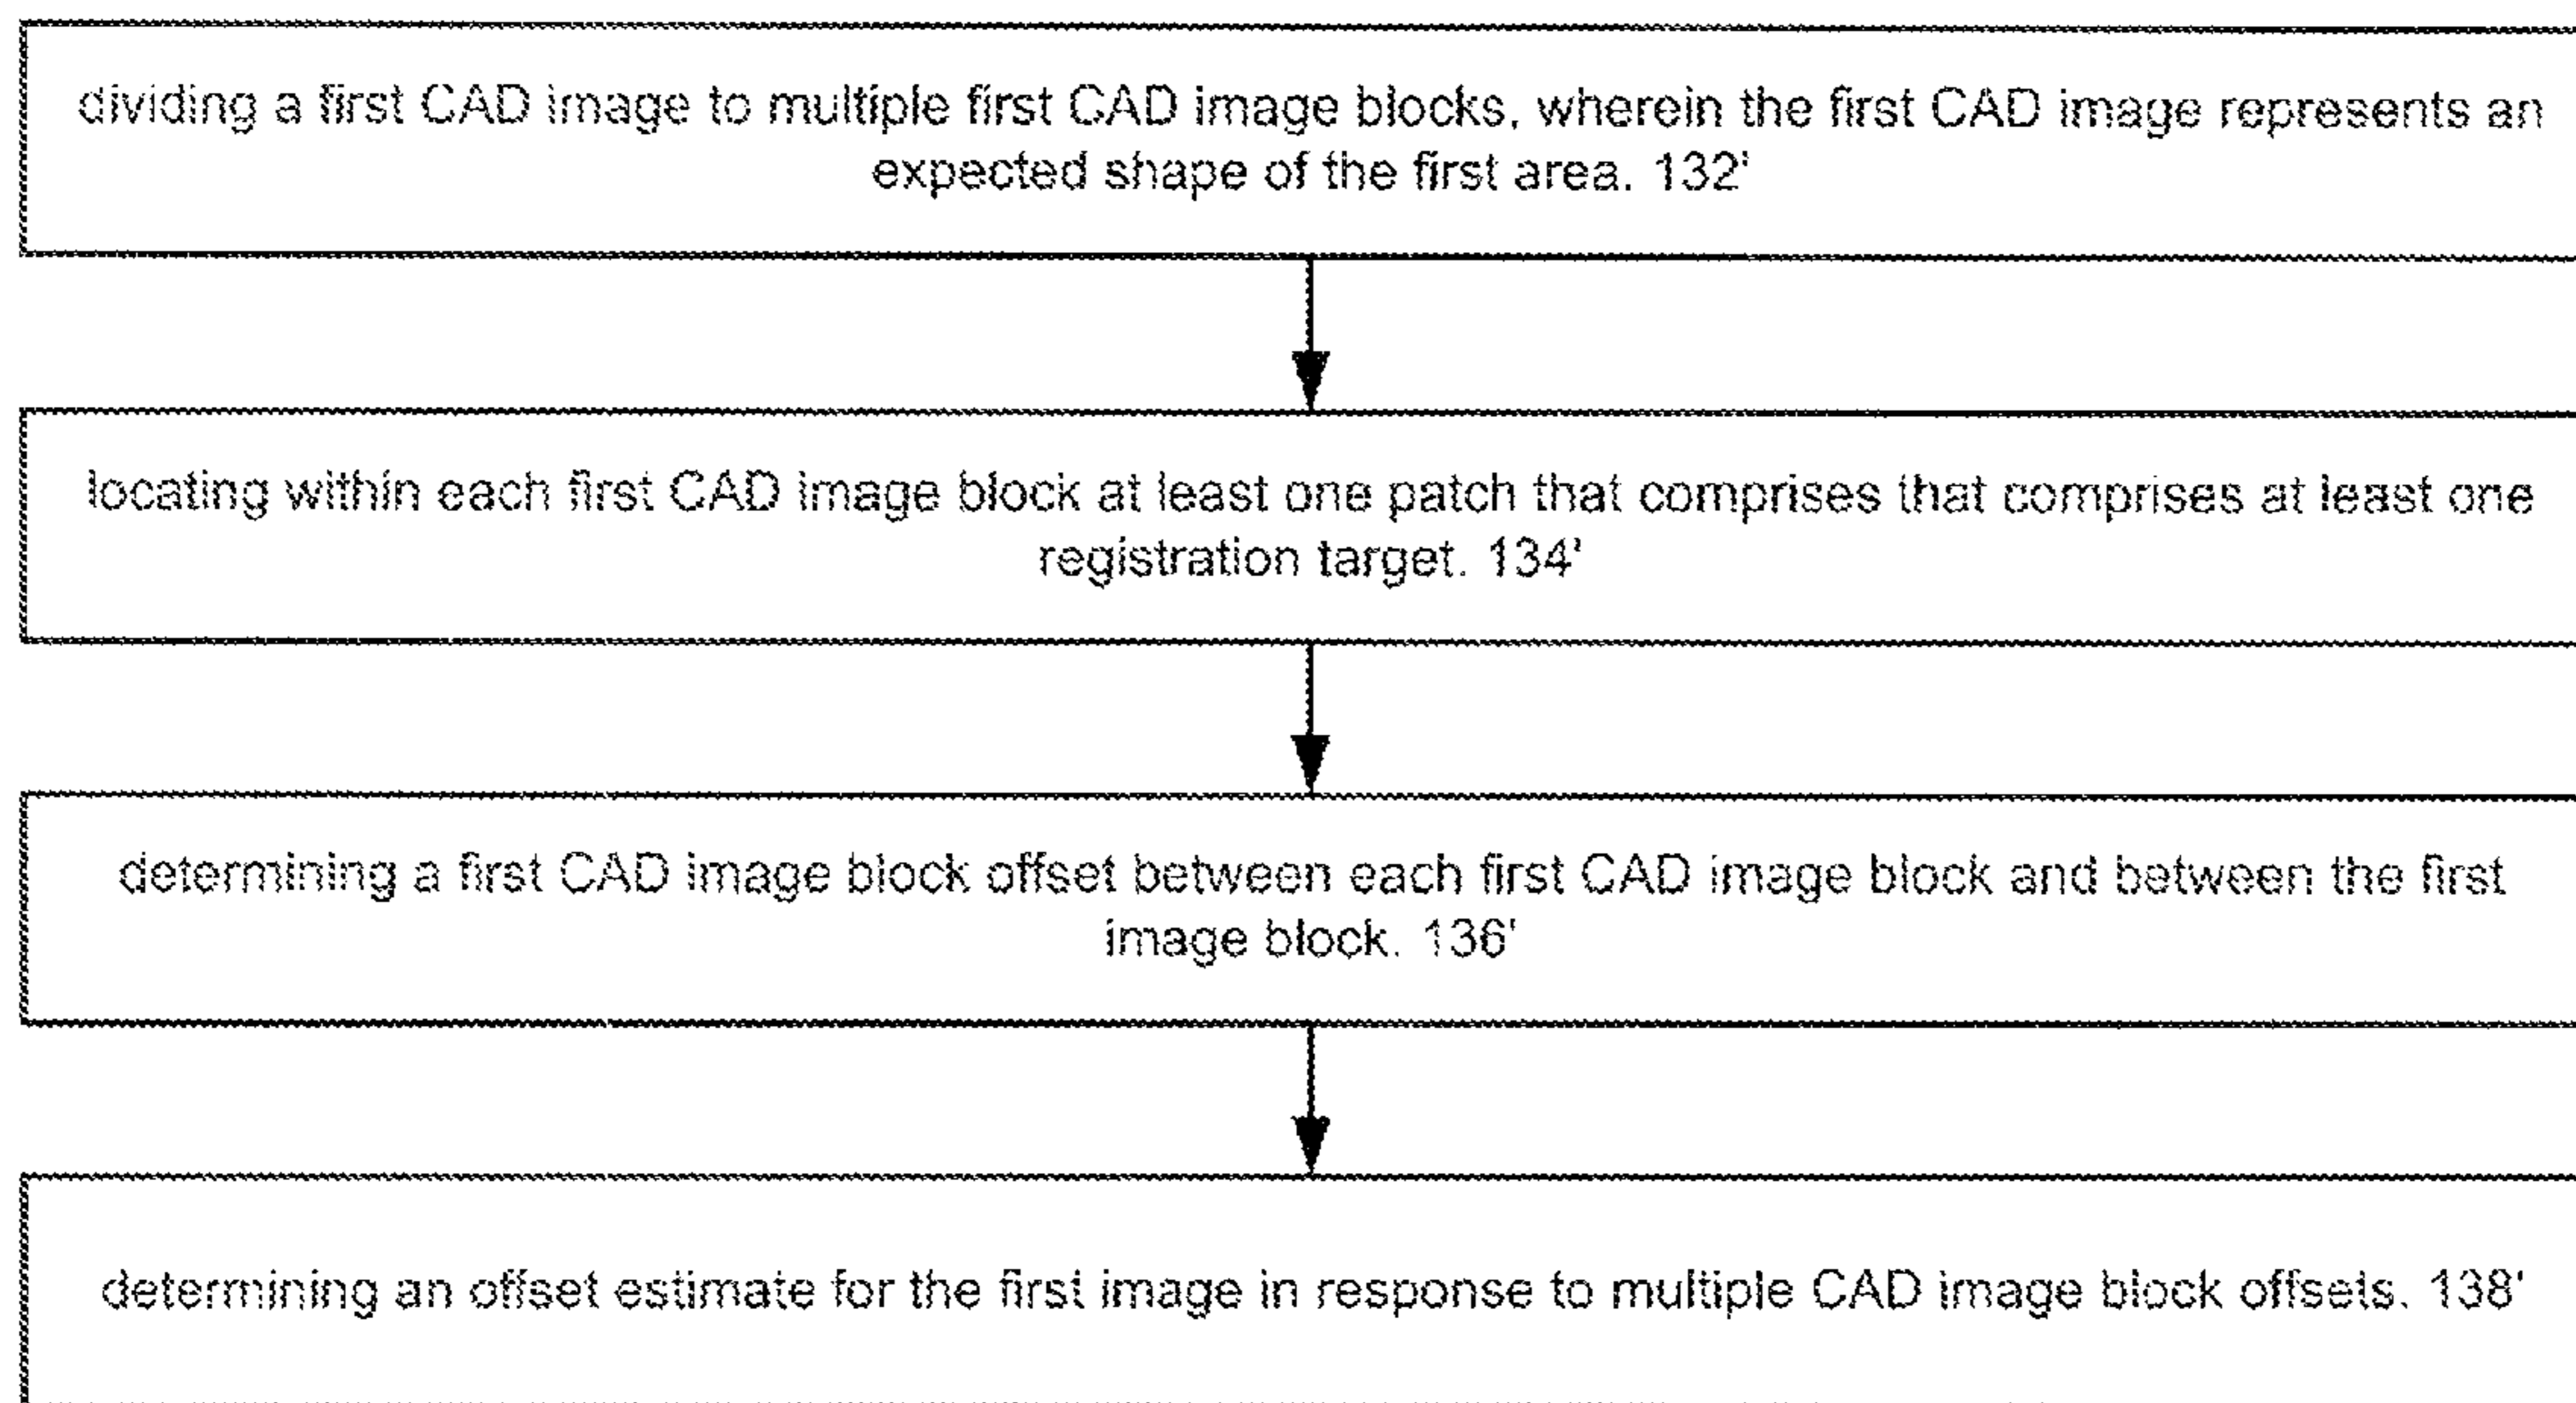 dividing a first CAD image to multiple first CAD image blocks, wherein the first CAD image represents an
expected shape of the first area. 132'
locating within each first CAD image block at least one patch that comprises that comprises at least one
registration target. 134'
determining a first CAD image block offset between each first CAD image block and between the first
image block. 136'
determining an offset estimate for the first image in response to multiple CAD image block offsets. 138'